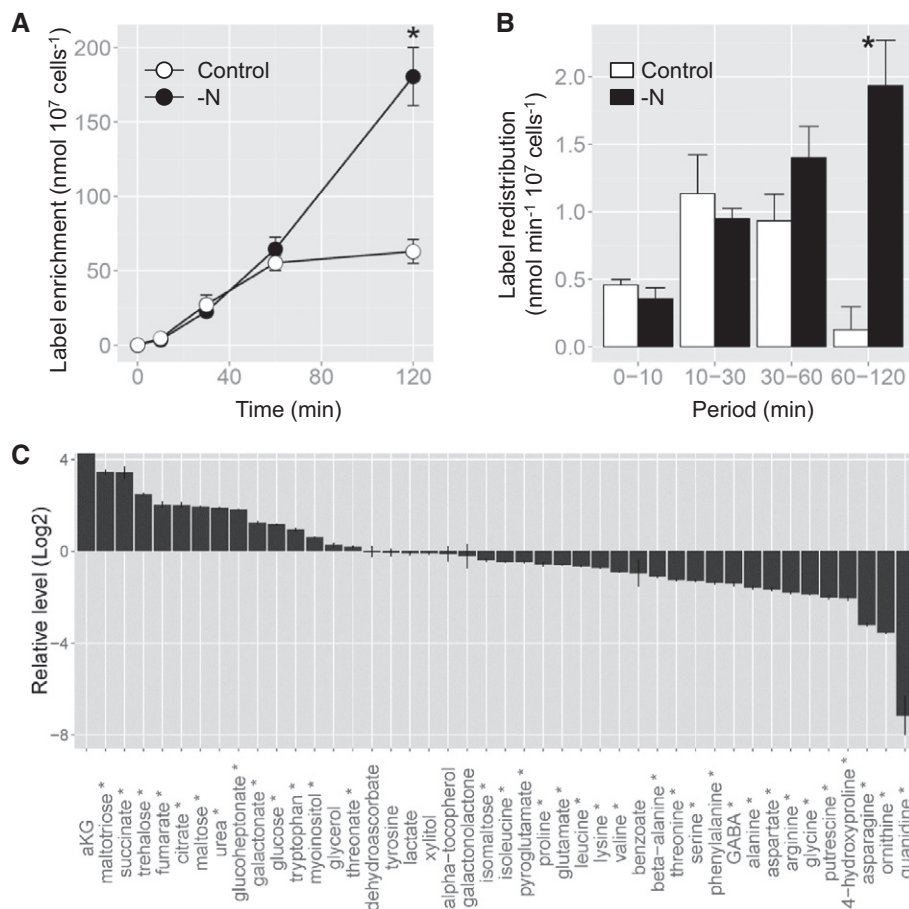 A
Label enrichment (nmol 10⁷ cells⁻¹)
200
150
100
50
0
Control
-N
*
0
40
80
120
Time (min)
B
Label redistribution
(nmol min⁻¹ 10⁷ cells⁻¹)
2.0
1.5
1.0
0.5
0.0
Control
-N
*
0−10
10−30
30−60
60−120
Period (min)
C
Relative level (Log2)
4
0
−4
−8
aKG
maltotriose *
succinate *
trehalose *
fumarate *
citrate *
maltose *
urea *
glucoheptonate *
galactonate *
glucose *
tryptophan *
myoinositol *
glycerol
threonate *
dehydroascorbate
tyrosine
lactate
xylitol
alpha-tocopherol
galactonolactone
isomaltose *
isoleucine *
pyroglutamate *
proline *
glutamate *
leucine *
lysine *
valine *
benzoate
beta-alanine *
threonine *
serine *
phenylalanine *
GABA *
alanine *
aspartate *
arginine *
glycine *
putrescine *
4-hydroxyproline *
asparagine *
ornithine *
guanidine *